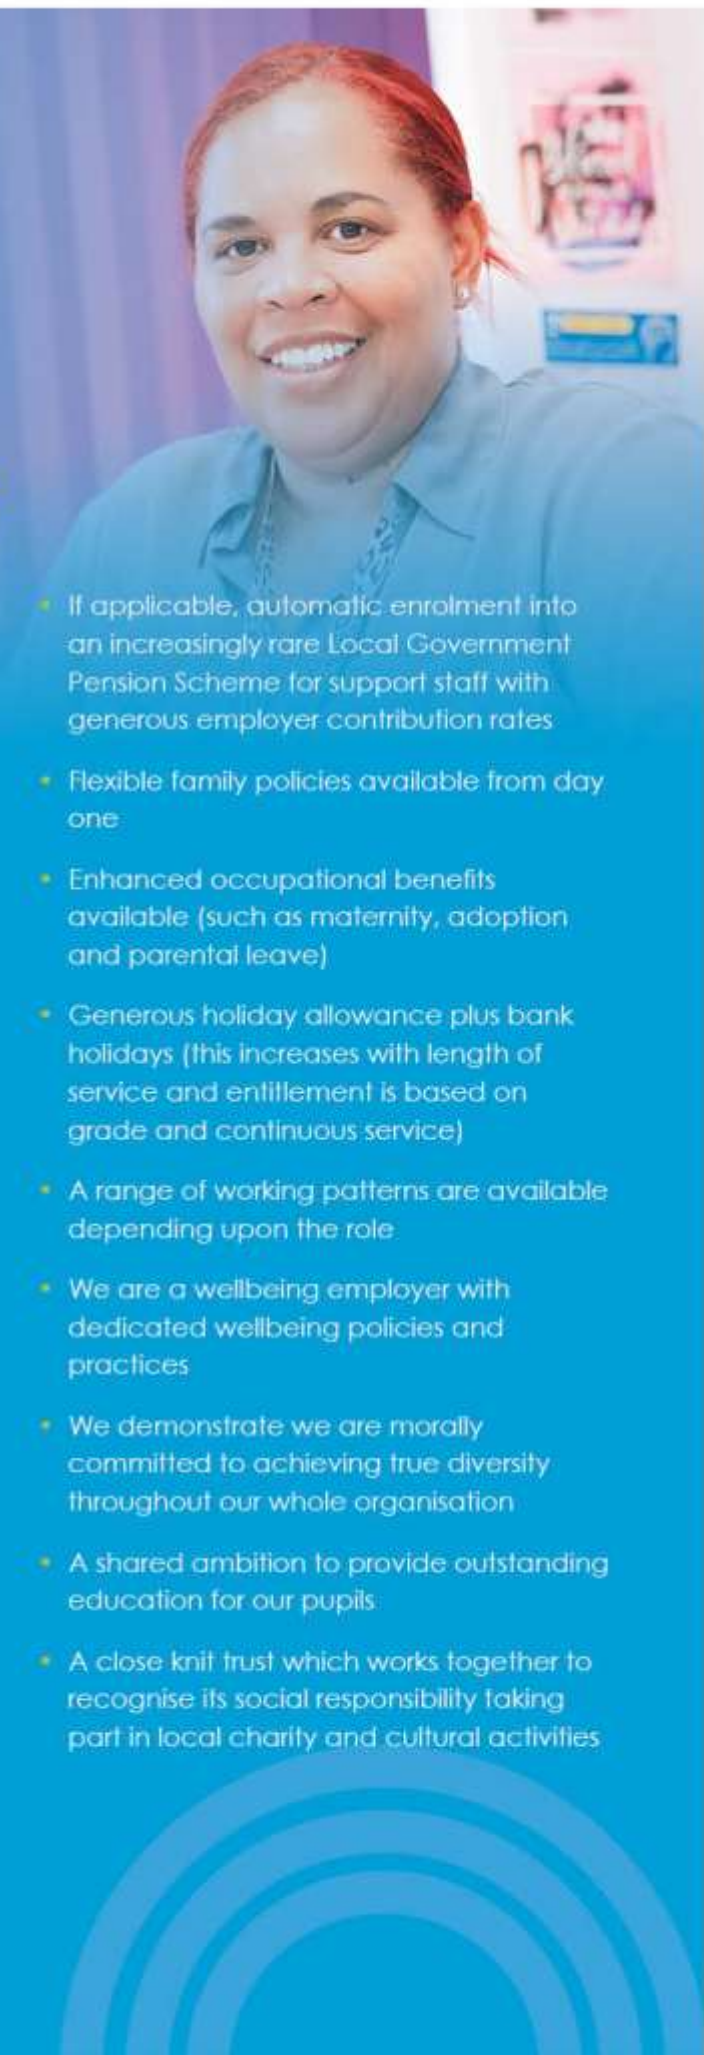 • If applicable, automatic enrolment into
an increasingly rare Local Government
Pension Scheme for support staff with
generous employer contribution rates
• Flexible family policies available from day
one
• Enhanced occupational benefits
available (such as maternity, adoption
and parental leave)
• Generous holiday allowance plus bank
holidays (this increases with length of
service and entitlement is based on
grade and continuous service)
• A range of working patterns are available
depending upon the role
• We are a wellbeing employer with
dedicated wellbeing policies and
practices
• We demonstrate we are morally
committed to achieving true diversity
throughout our whole organisation
• A shared ambition to provide outstanding
education for our pupils
• A close knit trust which works together to
recognise its social responsibility taking
part in local charity and cultural activities